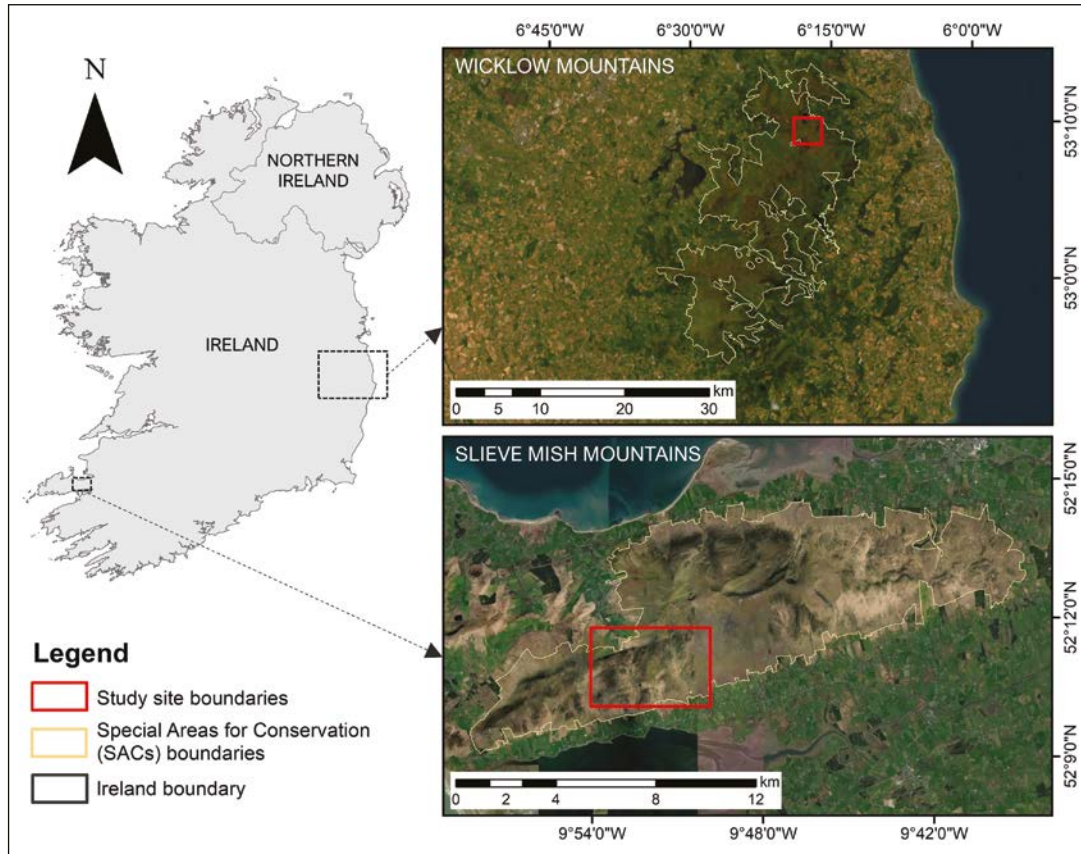 N
NORTHERN
IRELAND
IRELAND
Legend
Study site boundaries
Special Areas for Conservation
(SACs) boundaries
Ireland boundary
6°45'0"W 6°30'0"W 6°15'0"W 6°0'0"W
WICKLOW MOUNTAINS
53°10'0"N
53°0'0"N
km
0 5 10 20 30
SLIEVE MISH MOUNTAINS
52°15'0"N
52°12'0"N
52°9'0"N
km
0 2 4 8 12
9°54'0"W 9°48'0"W 9°42'0"W